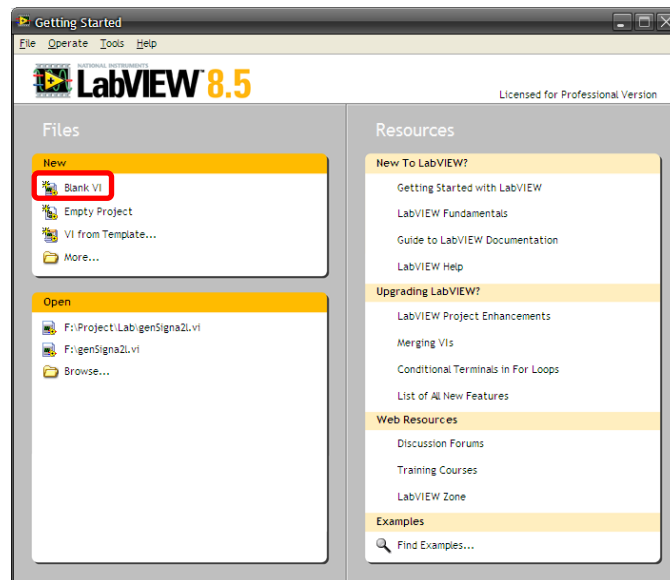 Getting Started
File Operate Tools Help
NATIONAL INSTRUMENTS
LabVIEW™ 8.5
Licensed for Professional Version
Files
New
Blank VI
Empty Project
VI from Template...
More...
Open
F:\Project\Lab\genSigna2l.vi
F:\genSigna2l.vi
Browse...
Resources
New To LabVIEW?
Getting Started with LabVIEW
LabVIEW Fundamentals
Guide to LabVIEW Documentation
LabVIEW Help
Upgrading LabVIEW?
LabVIEW Project Enhancements
Merging VIs
Conditional Terminals in For Loops
List of All New Features
Web Resources
Discussion Forums
Training Courses
LabVIEW Zone
Examples
Find Examples...